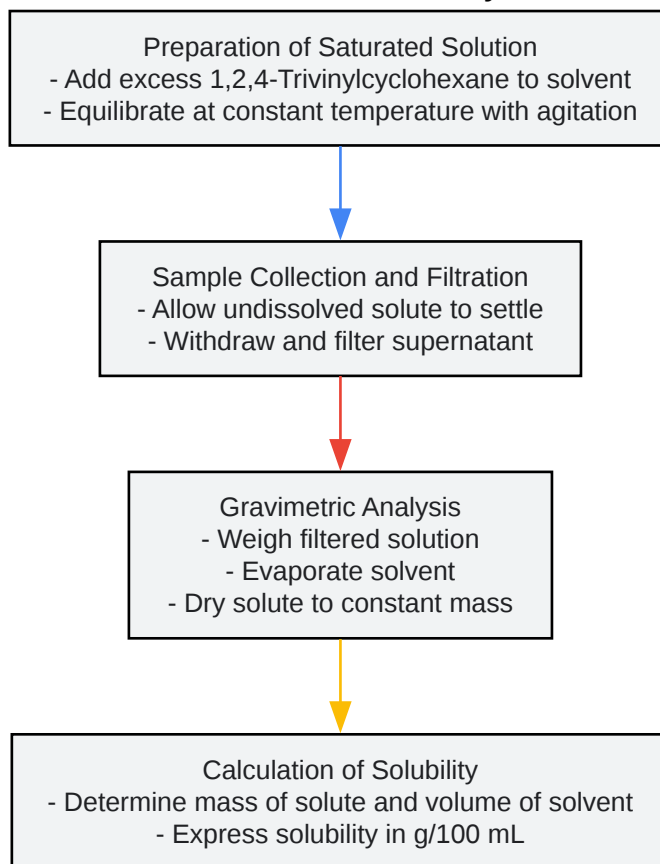 Preparation of Saturated Solution
- Add excess 1,2,4-Trivinylcyclohexane to solvent
- Equilibrate at constant temperature with agitation
Sample Collection and Filtration
- Allow undissolved solute to settle
- Withdraw and filter supernatant
Gravimetric Analysis
- Weigh filtered solution
- Evaporate solvent
- Dry solute to constant mass
Calculation of Solubility
- Determine mass of solute and volume of solvent
- Express solubility in g/100 mL